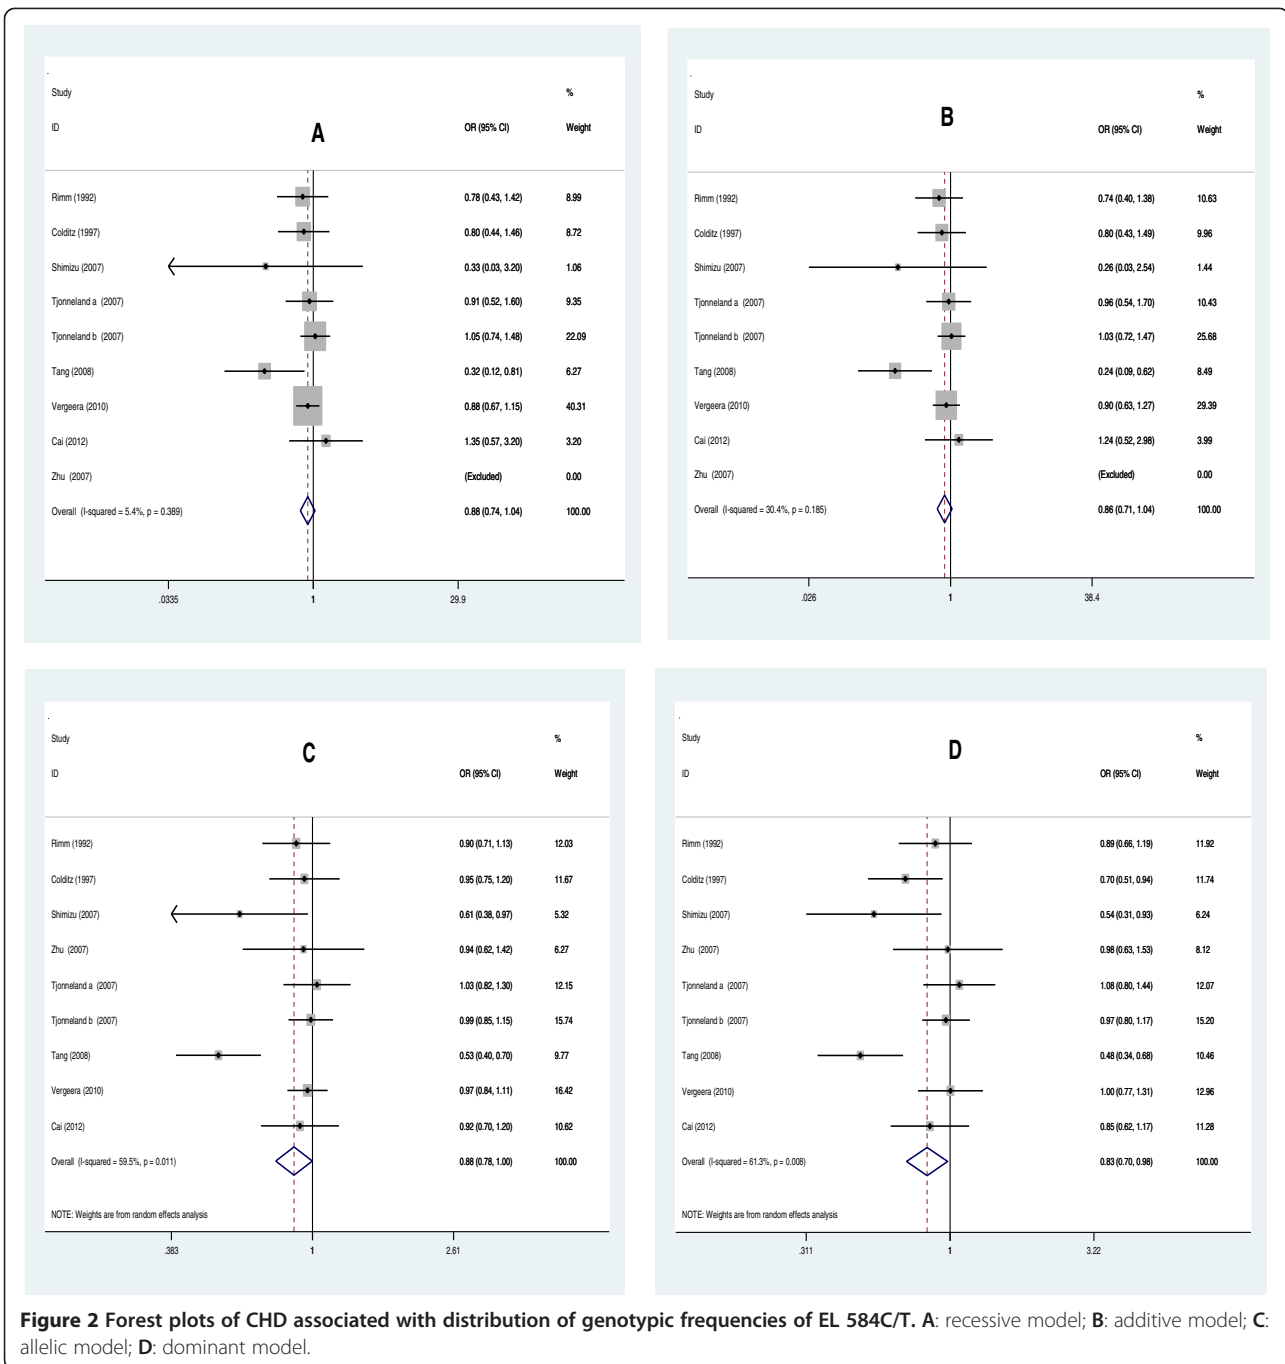 Study %
ID A OR (95% CI) Weight
Rimm (1992) 0.78 (0.43, 1.42) 8.99
Colditz (1997) 0.80 (0.44, 1.46) 8.72
Shimizu (2007) 0.33 (0.03, 3.20) 1.06
Tjonneland a (2007) 0.91 (0.52, 1.60) 9.35
Tjonneland b (2007) 1.05 (0.74, 1.48) 22.09
Tang (2008) 0.32 (0.12, 0.81) 6.27
Vergeera (2010) 0.88 (0.67, 1.15) 40.31
Cai (2012) 1.35 (0.57, 3.20) 3.20
Zhu (2007) (Excluded) 0.00
Overall (I-squared = 5.4%, p = 0.389) 0.88 (0.74, 1.04) 100.00
.0335 1 29.9
Study %
ID B OR (95% CI) Weight
Rimm (1992) 0.74 (0.40, 1.38) 10.63
Colditz (1997) 0.80 (0.43, 1.49) 9.96
Shimizu (2007) 0.26 (0.03, 2.54) 1.44
Tjonneland a (2007) 0.96 (0.54, 1.70) 10.43
Tjonneland b (2007) 1.03 (0.72, 1.47) 25.68
Tang (2008) 0.24 (0.09, 0.62) 8.49
Vergeera (2010) 0.90 (0.63, 1.27) 29.39
Cai (2012) 1.24 (0.52, 2.98) 3.99
Zhu (2007) (Excluded) 0.00
Overall (I-squared = 30.4%, p = 0.185) 0.86 (0.71, 1.04) 100.00
.026 1 38.4
Study %
ID C OR (95% CI) Weight
Rimm (1992) 0.90 (0.71, 1.13) 12.03
Colditz (1997) 0.95 (0.75, 1.20) 11.67
Shimizu (2007) 0.61 (0.38, 0.97) 5.32
Zhu (2007) 0.94 (0.62, 1.42) 6.27
Tjonneland a (2007) 1.03 (0.82, 1.30) 12.15
Tjonneland b (2007) 0.99 (0.85, 1.15) 15.74
Tang (2008) 0.53 (0.40, 0.70) 9.77
Vergeera (2010) 0.97 (0.84, 1.11) 16.42
Cai (2012) 0.92 (0.70, 1.20) 10.62
Overall (I-squared = 59.5%, p = 0.011) 0.88 (0.78, 1.00) 100.00
NOTE: Weights are from random effects analysis
.383 1 2.61
Study %
ID D OR (95% CI) Weight
Rimm (1992) 0.89 (0.66, 1.19) 11.92
Colditz (1997) 0.70 (0.51, 0.94) 11.74
Shimizu (2007) 0.54 (0.31, 0.93) 6.24
Zhu (2007) 0.98 (0.63, 1.53) 8.12
Tjonneland a (2007) 1.08 (0.80, 1.44) 12.07
Tjonneland b (2007) 0.97 (0.80, 1.17) 15.20
Tang (2008) 0.48 (0.34, 0.68) 10.46
Vergeera (2010) 1.00 (0.77, 1.31) 12.96
Cai (2012) 0.85 (0.62, 1.17) 11.28
Overall (I-squared = 61.3%, p = 0.008) 0.83 (0.70, 0.98) 100.00
NOTE: Weights are from random effects analysis
.311 1 3.22
Figure 2 Forest plots of CHD associated with distribution of genotypic frequencies of EL 584C/T. A: recessive model; B: additive model; C:
allelic model; D: dominant model.